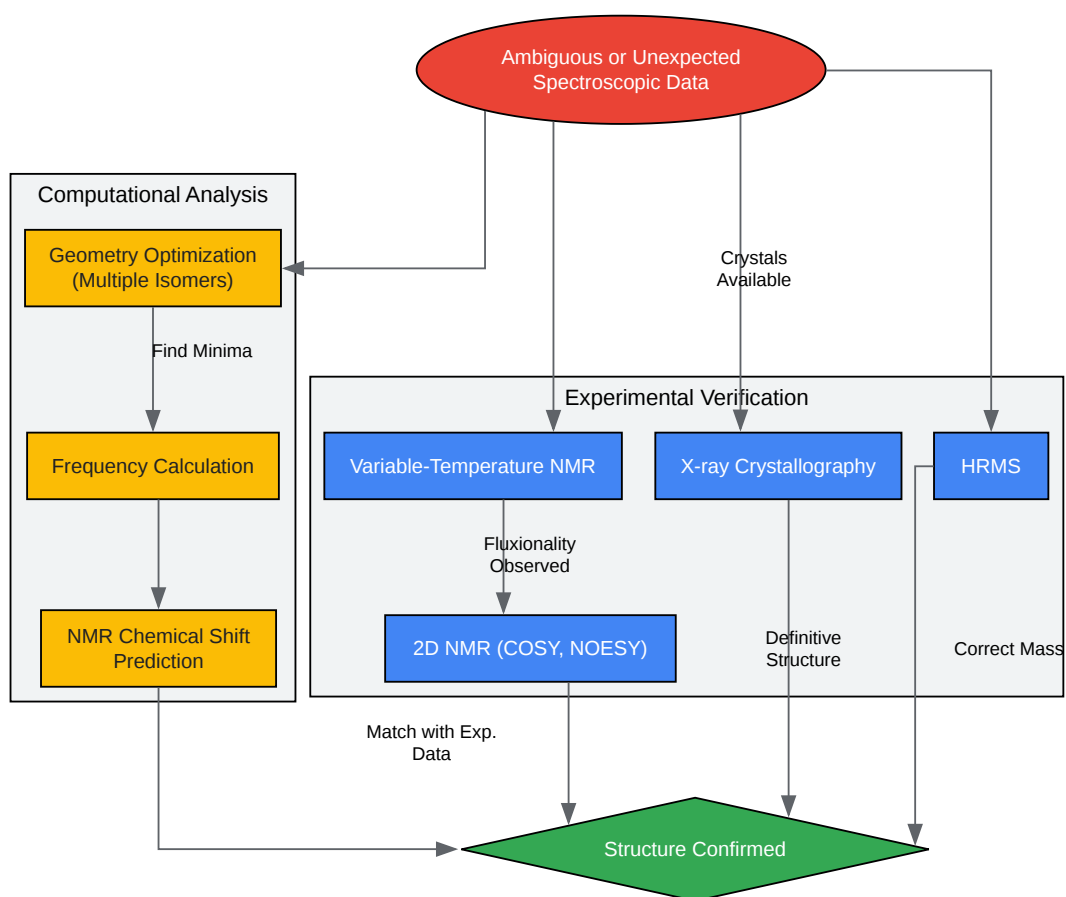 Ambiguous or Unexpected
Spectroscopic Data
Computational Analysis
Geometry Optimization
(Multiple Isomers)
Crystals
Available
Find Minima
Experimental Verification
Frequency Calculation
Variable-Temperature NMR
X-ray Crystallography
HRMS
Fluxionality
Observed
NMR Chemical Shift
Prediction
2D NMR (COSY, NOESY)
Definitive
Structure
Correct Mass
Match with Exp.
Data
Structure Confirmed